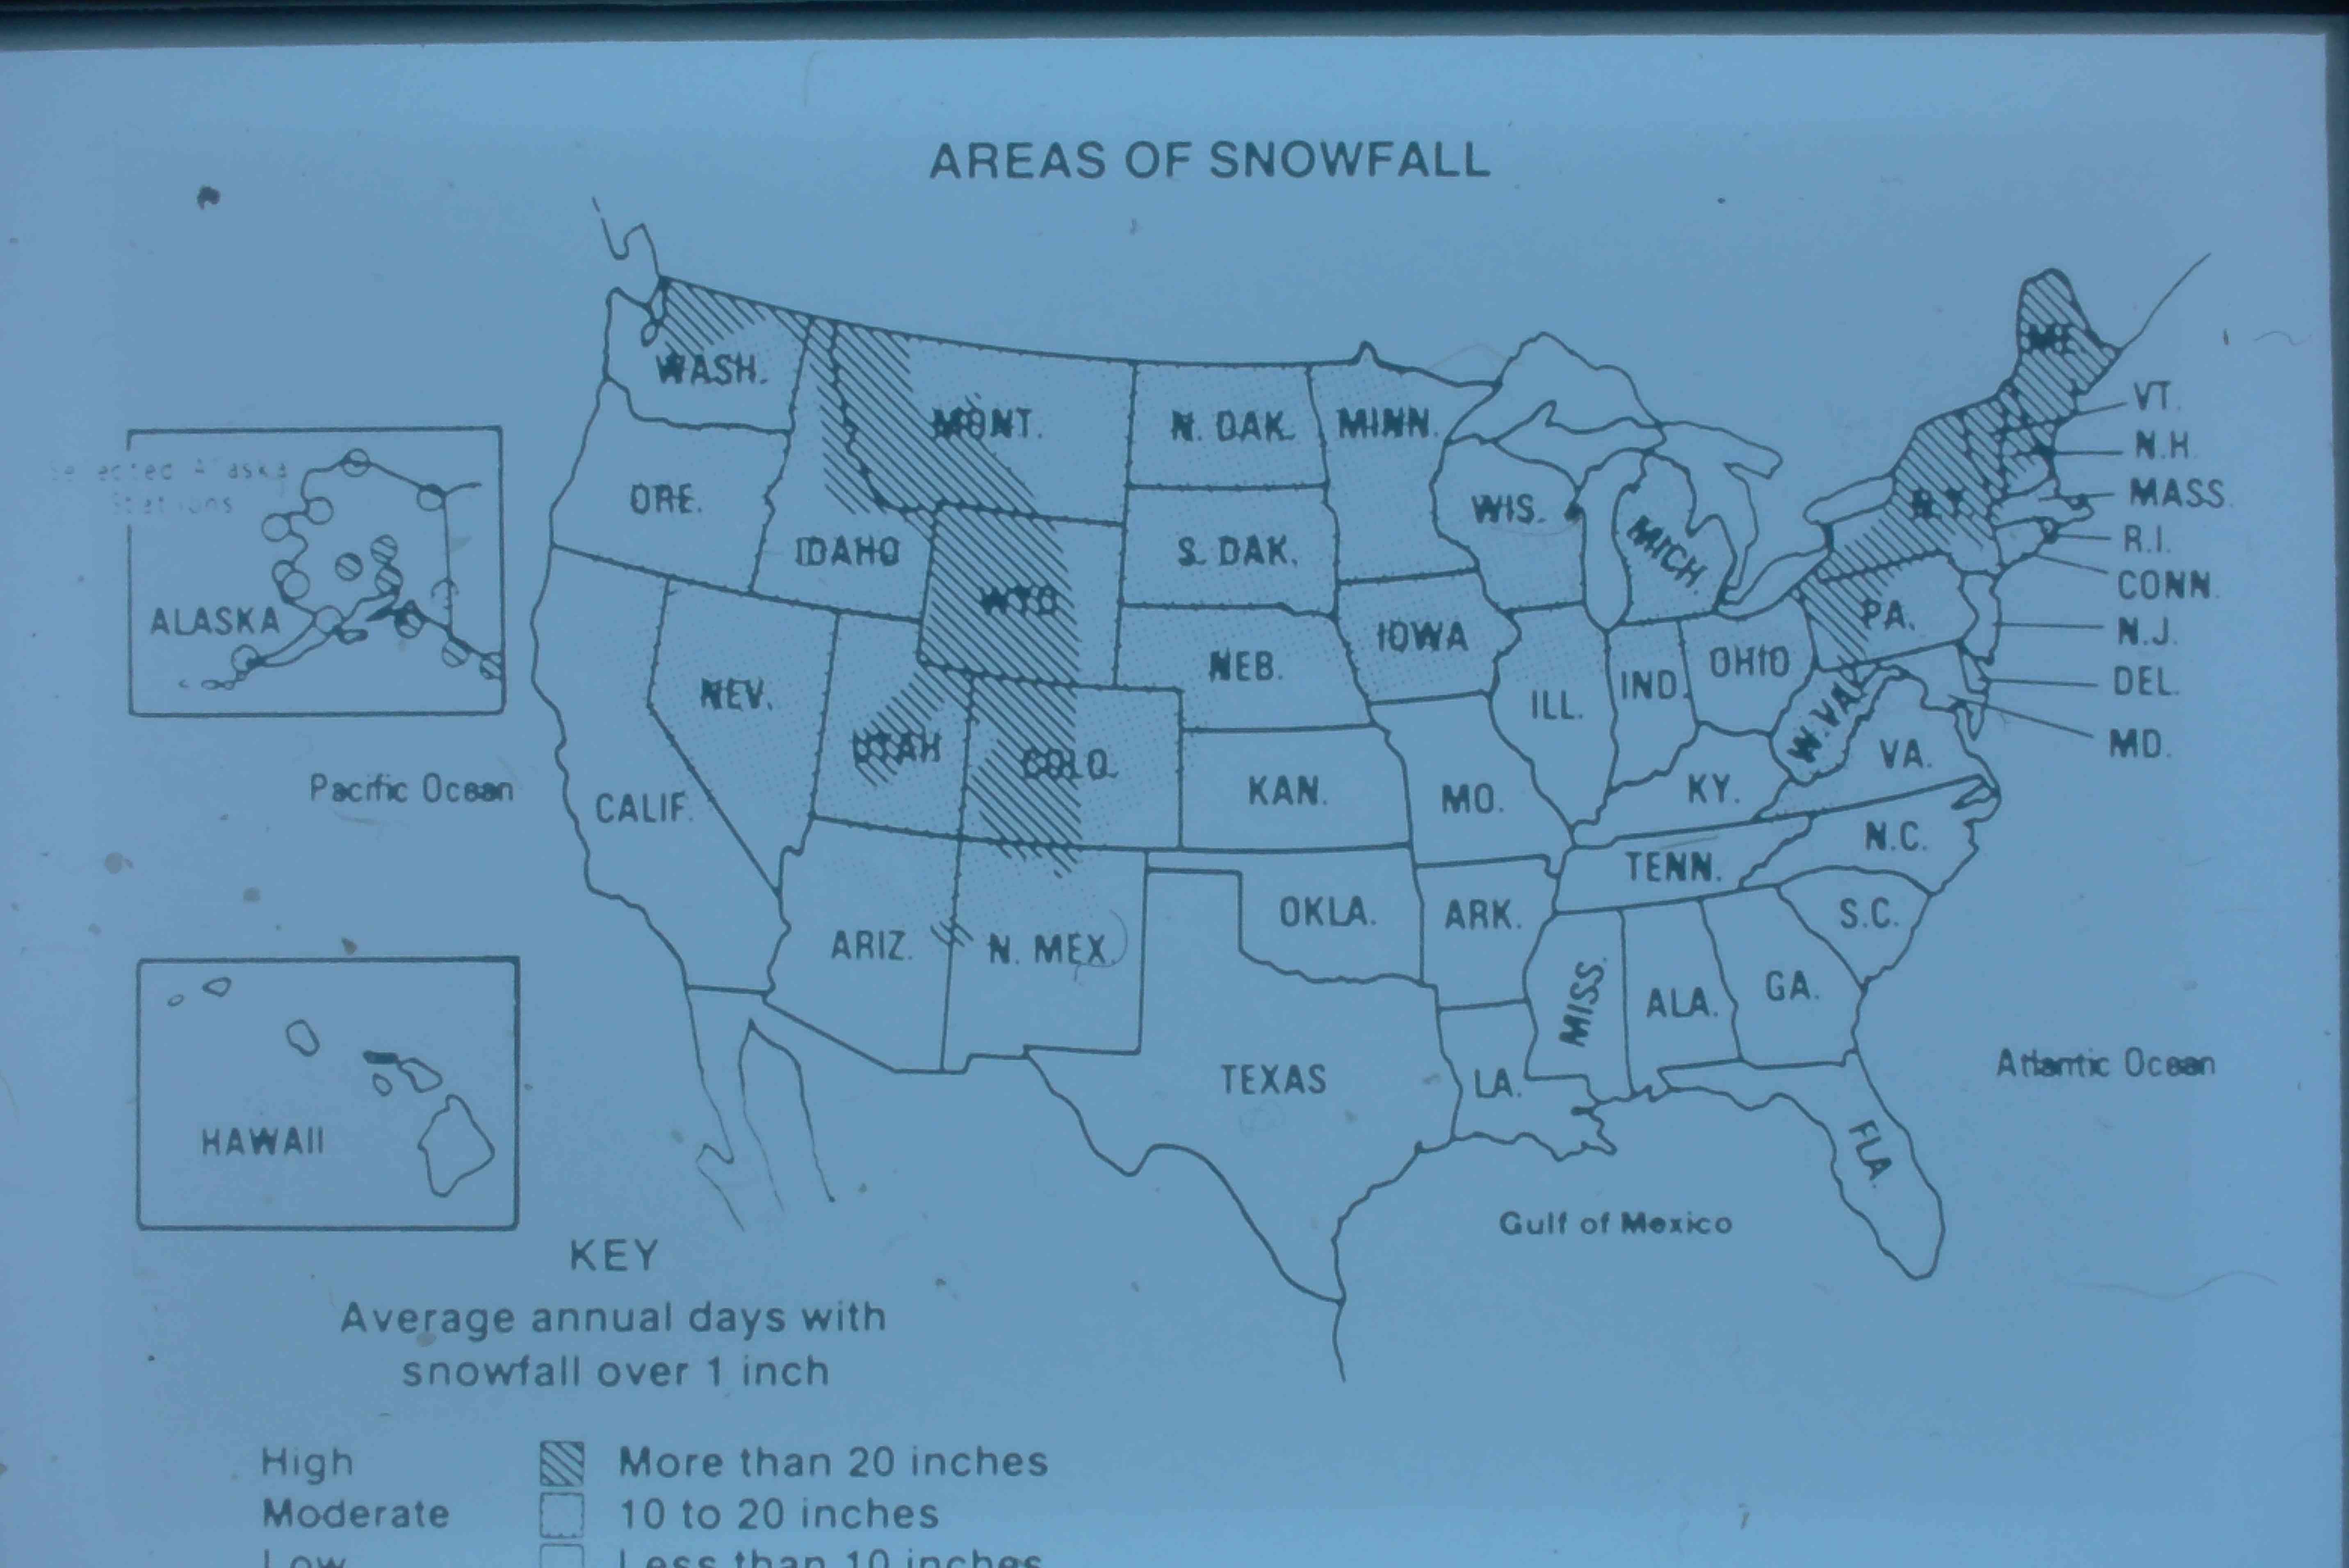 AREAS OF SNOWFALL
WASH.
MONT.
N. DAK.
MINN.
ME.
VT.
N.H.
MASS.
R.I.
CONN.
N.J.
DEL.
MD.
ORE.
IDAHO
WYO
S. DAK.
WIS.
MICH.
N.Y.
PA.
Selected Alaska
Stations
ALASKA
NEV.
UTAH
COLO.
NEB.
IOWA
ILL.
IND.
OHIO
W.VA.
VA.
Pacific Ocean
CALIF.
KAN.
MO.
KY.
N.C.
TENN.
ARIZ.
N. MEX.
OKLA.
ARK.
S.C.
MISS.
ALA.
GA.
TEXAS
LA.
FLA.
Atlantic Ocean
HAWAII
Gulf of Mexico
KEY
Average annual days with
snowfall over 1 inch
High More than 20 inches
Moderate 10 to 20 inches
Low Less than 10 inches